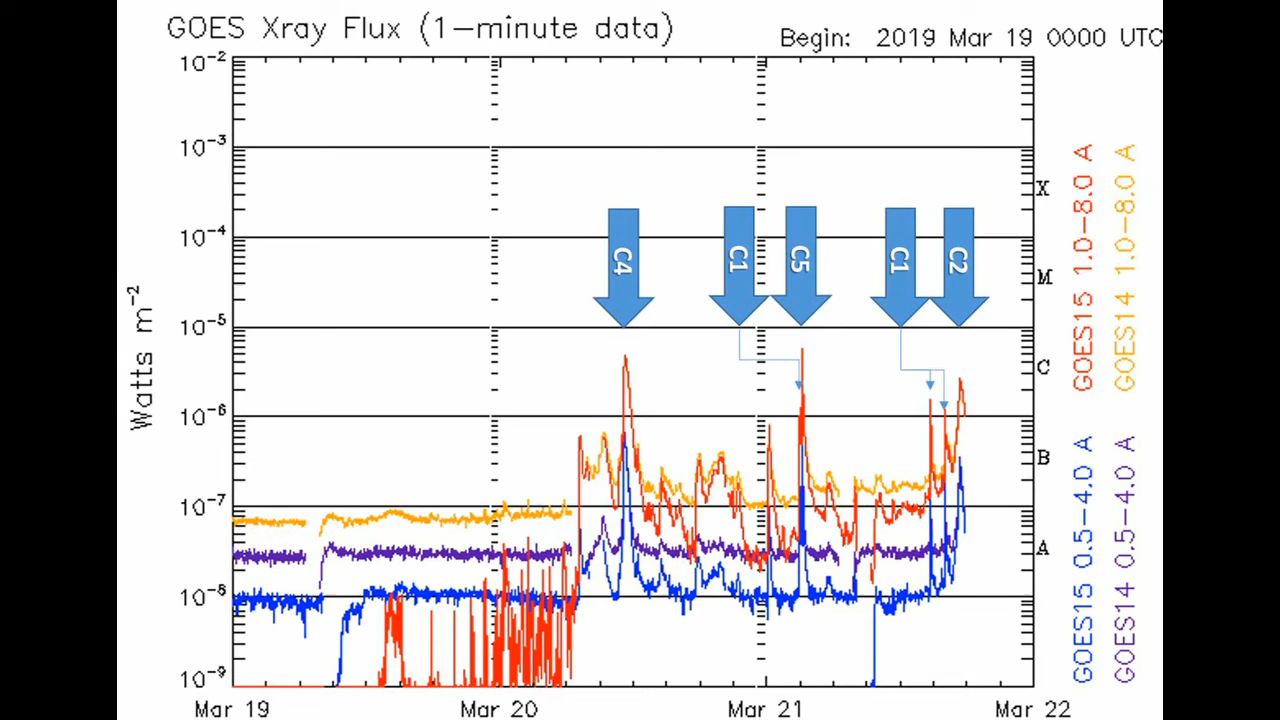 GOES Xray Flux (1-minute data)
Begin: 2019 Mar 19 0000 UTC
10-2
10-3
10-4
10-5
10-6
10-7
10-8
10-9
Watts m-2
C4
C1
C5
C1
C2
X
M
C
B
A
GOES15 1.0-8.0 A
GOES14 1.0-8.0 A
GOES15 0.5-4.0 A
GOES14 0.5-4.0 A
Mar 19
Mar 20
Mar 21
Mar 22